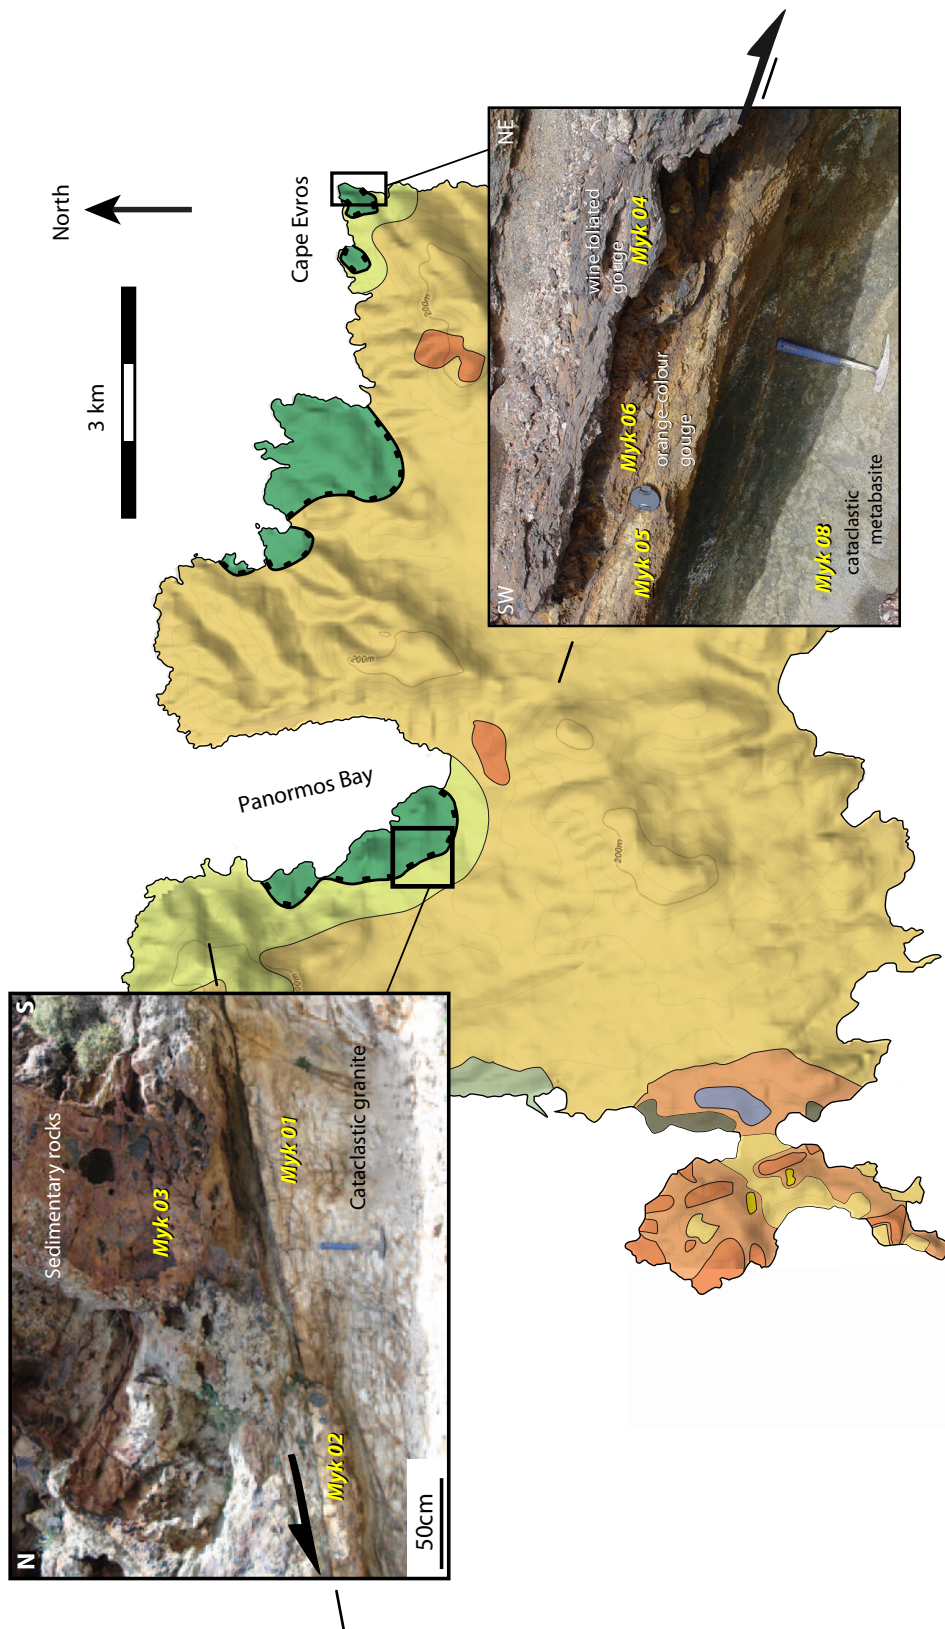 North
3 km
Cape Evros
Panormos Bay
200m
200m
200m
SW
NE
wine foliated
gouge
Myk 04
Myk 06
orange-colour
gouge
Myk 05
Myk 08
cataclastic
metabasite
N
S
Sedimentary rocks
Myk 03
Myk 01
Cataclastic granite
Myk 02
50cm